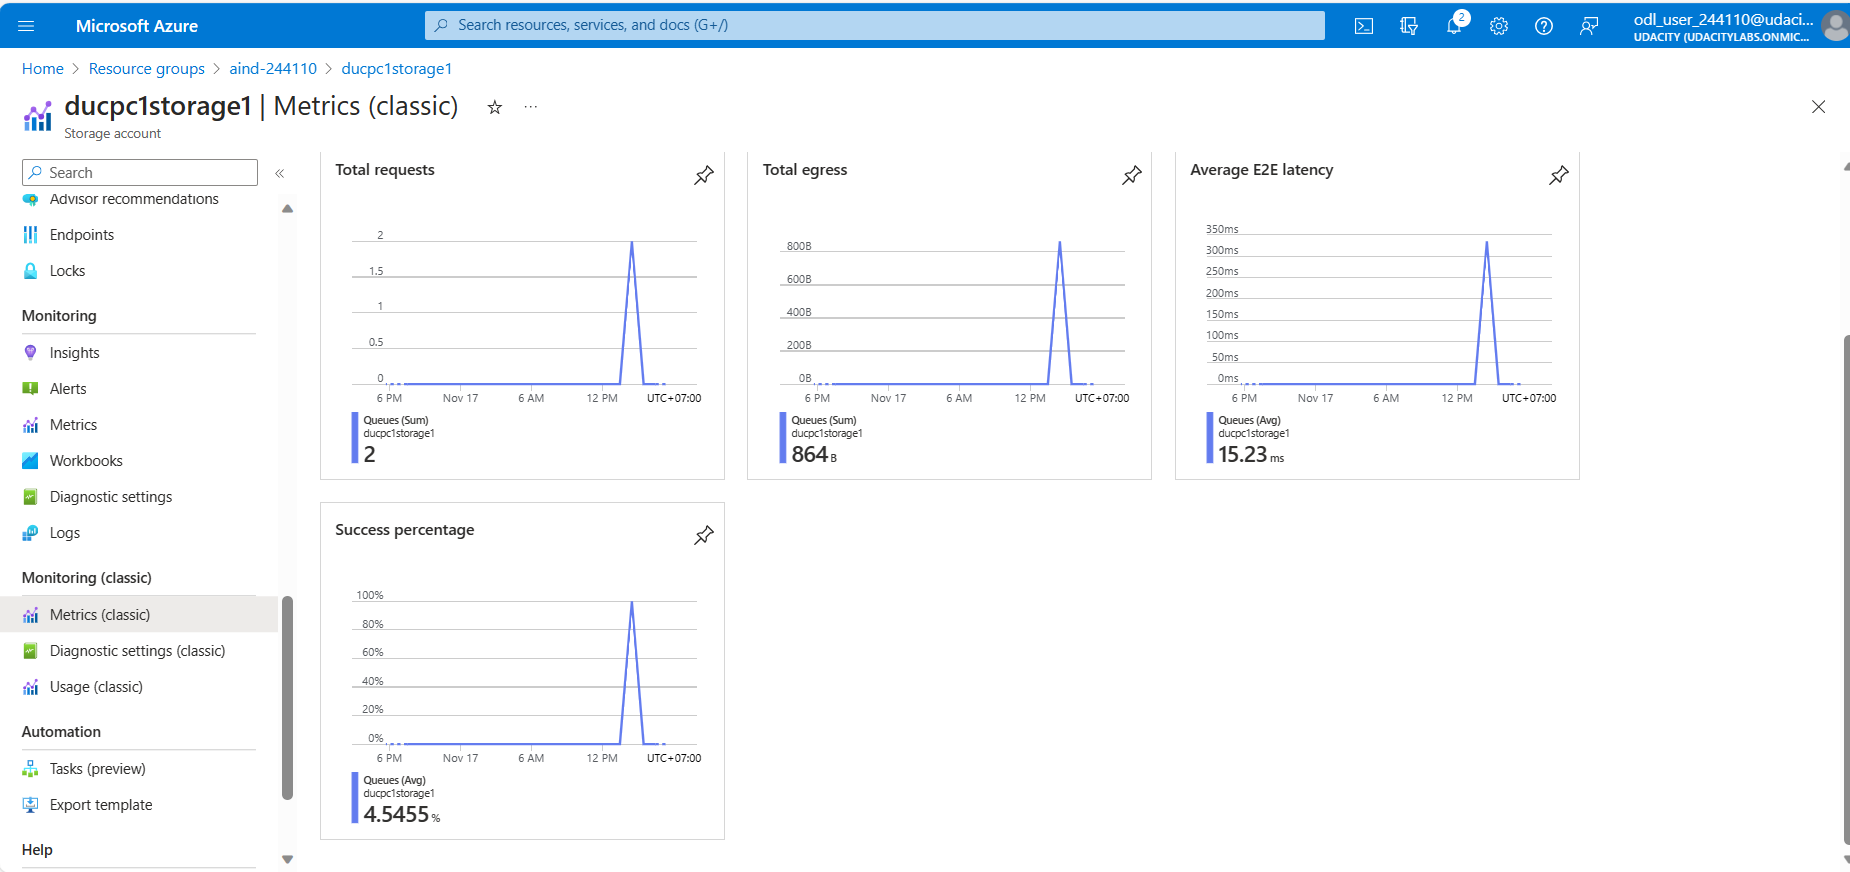 Microsoft Azure
Search resources, services, and docs (G+/)
2
odl_user_244110@udaci...
UDACITY (UDACITYLABS.ONMIC...
Home > Resource groups > aind-244110 > ducpc1storage1
ducpc1storage1 | Metrics (classic)
Storage account
Search
Advisor recommendations
Endpoints
Locks
Monitoring
Insights
Alerts
Metrics
Workbooks
Diagnostic settings
Logs
Monitoring (classic)
Metrics (classic)
Diagnostic settings (classic)
Usage (classic)
Automation
Tasks (preview)
Export template
Help
Total requests
2
1.5
1
0.5
0
6 PM Nov 17 6 AM 12 PM UTC+07:00
Queues (Sum)
ducpc1storage1
2
Total egress
800B
600B
400B
200B
0B
6 PM Nov 17 6 AM 12 PM UTC+07:00
Queues (Sum)
ducpc1storage1
864 B
Average E2E latency
350ms
300ms
250ms
200ms
150ms
100ms
50ms
0ms
6 PM Nov 17 6 AM 12 PM UTC+07:00
Queues (Avg)
ducpc1storage1
15.23 ms
Success percentage
100%
80%
60%
40%
20%
0%
6 PM Nov 17 6 AM 12 PM UTC+07:00
Queues (Avg)
ducpc1storage1
4.5455 %